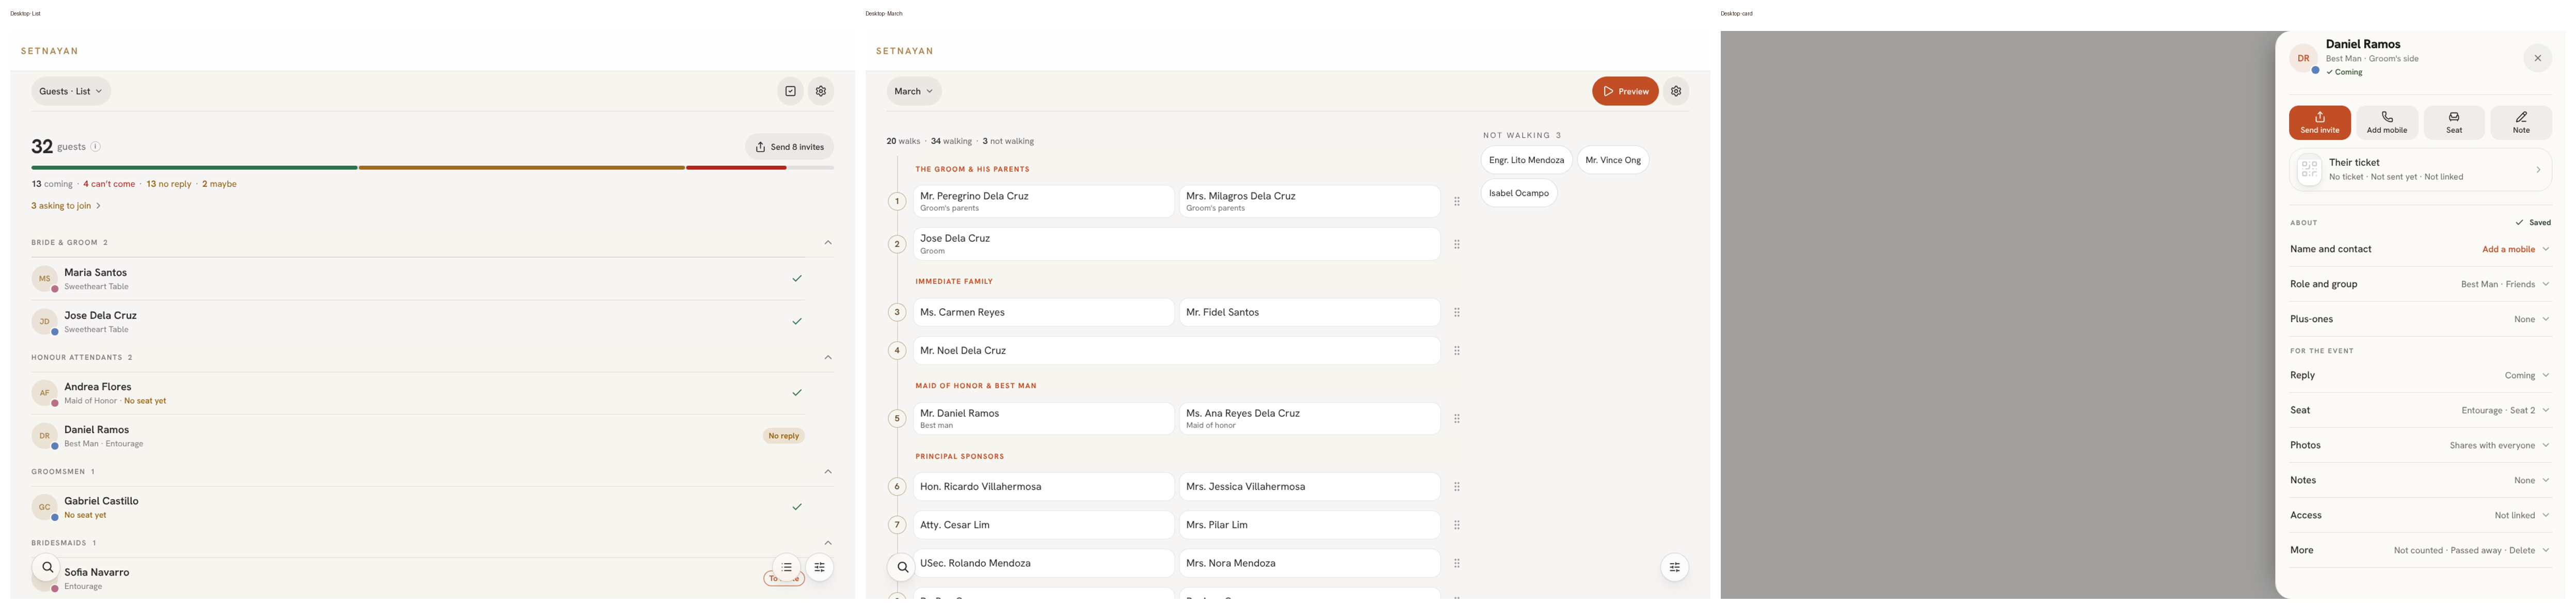 Desktop · List
SETNAYAN
Guests · List
32 guests
Send 8 invites
13 coming · 4 can't come · 13 no reply · 2 maybe
3 asking to join
BRIDE & GROOM 2
MS
Maria Santos
Sweetheart Table
JD
Jose Dela Cruz
Sweetheart Table
HONOUR ATTENDANTS 2
AF
Andrea Flores
Maid of Honor · No seat yet
DR
Daniel Ramos
Best Man · Entourage
No reply
GROOMSMEN 1
GC
Gabriel Castillo
No seat yet
BRIDESMAIDS 1
Sofia Navarro
Entourage
Desktop · March
SETNAYAN
March
Preview
20 walks · 34 walking · 3 not walking
THE GROOM & HIS PARENTS
1
Mr. Peregrino Dela Cruz
Groom's parents
Mrs. Milagros Dela Cruz
Groom's parents
2
Jose Dela Cruz
Groom
IMMEDIATE FAMILY
3
Ms. Carmen Reyes
Mr. Fidel Santos
4
Mr. Noel Dela Cruz
MAID OF HONOR & BEST MAN
5
Mr. Daniel Ramos
Best man
Ms. Ana Reyes Dela Cruz
Maid of honor
PRINCIPAL SPONSORS
6
Hon. Ricardo Villahermosa
Mrs. Jessica Villahermosa
7
Atty. Cesar Lim
Mrs. Pilar Lim
USec. Rolando Mendoza
Mrs. Nora Mendoza
NOT WALKING 3
Engr. Lito Mendoza
Mr. Vince Ong
Isabel Ocampo
Desktop · card
DR
Daniel Ramos
Best Man · Groom's side
Coming
Send invite
Add mobile
Seat
Note
Their ticket
No ticket · Not sent yet · Not linked
ABOUT
Saved
Name and contact
Add a mobile
Role and group
Best Man · Friends
Plus-ones
None
FOR THE EVENT
Reply
Coming
Seat
Entourage · Seat 2
Photos
Shares with everyone
Notes
None
Access
Not linked
More
Not counted · Passed away · Delete